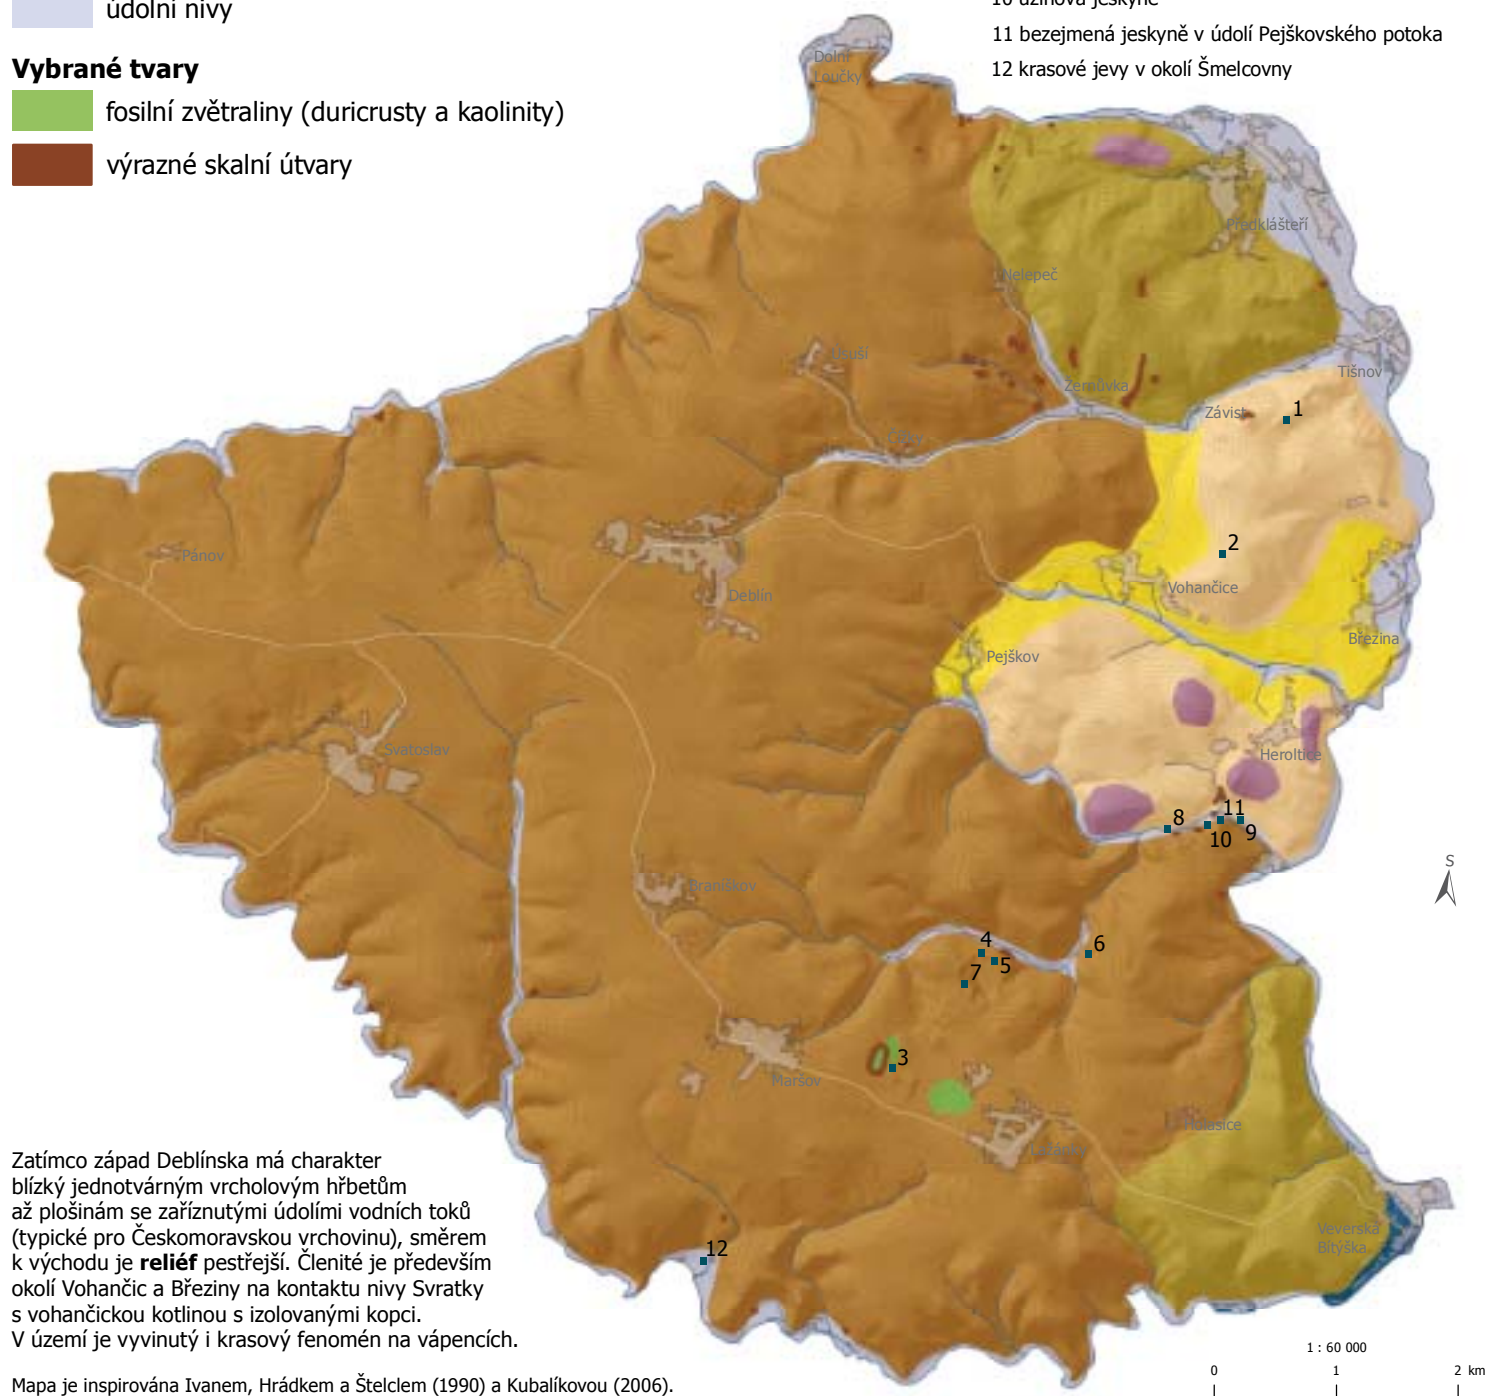 údolní nivy
Vybrané tvary
fosilní zvětraliny (duricrusty a kaolinity)
výrazné skalní útvary
11 bezejmená jeskyně v údolí Pejškovského potoka
12 krasové jevy v okolí Šmelcovny
Dolní
Loučky
Předklášteří
Nelepeč
Úsuší
Tišnov
Žernůvka
Závist
1
Čížky
2
Pánov
Vohančice
Deblín
Březina
Pejškov
Svatoslav
Heroltice
8
11
10
9
S
Braníškov
4
5
6
7
3
Maršov
Holasice
Lažánky
Veverská
Bítýška
12
Zatímco západ Deblínska má charakter
blízký jednotvárným vrcholovým hřbetům
až plošinám se zaříznutými údolími vodních toků
(typické pro Českomoravskou vrchovinu), směrem
k východu je reliéf pestřejší. Členité je především
okolí Vohančic a Březiny na kontaktu nivy Svratky
s vohančickou kotlinou s izolovanými kopci.
V území je vyvinutý i krasový fenomén na vápencích.
Mapa je inspirována Ivanem, Hrádkem a Štelclem (1990) a Kubalíkovou (2006).
1 : 60 000
0 1 2 km